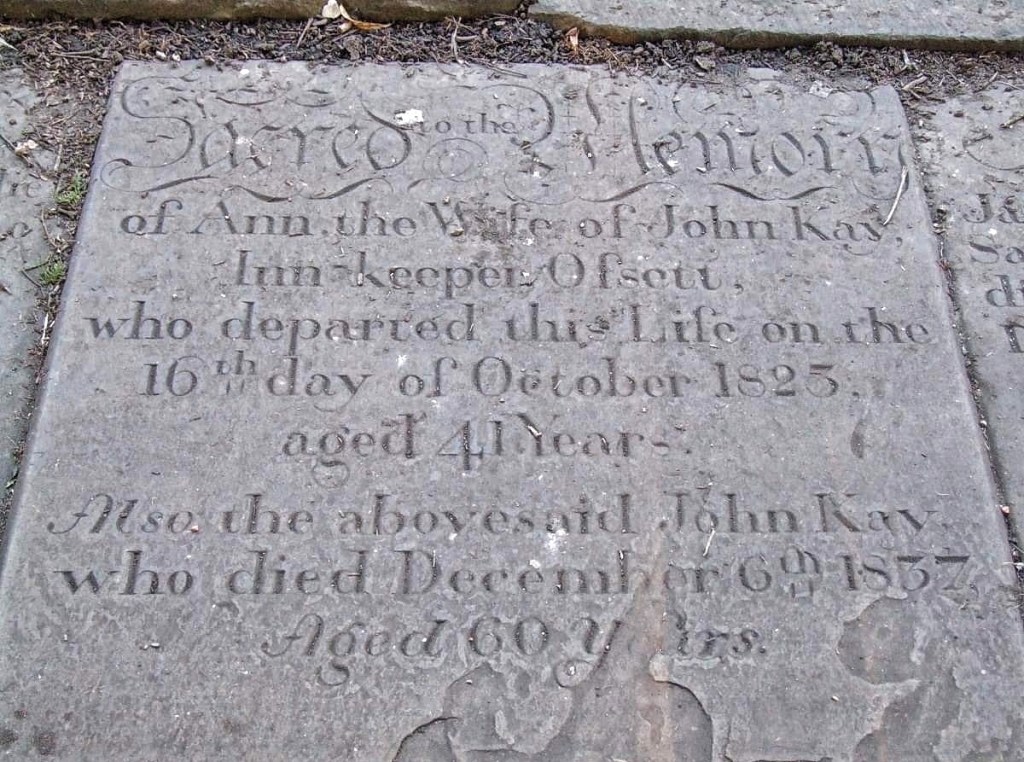 Sacred to the Memory
of Ann, the Wife of John Kay,
Inn-keeper, Ofsett,
who departed this Life on the
16th day of October 1823,
aged 41 Years.
Also the abovesaid John Kay,
who died December 6th 1837,
Aged 60 Years.